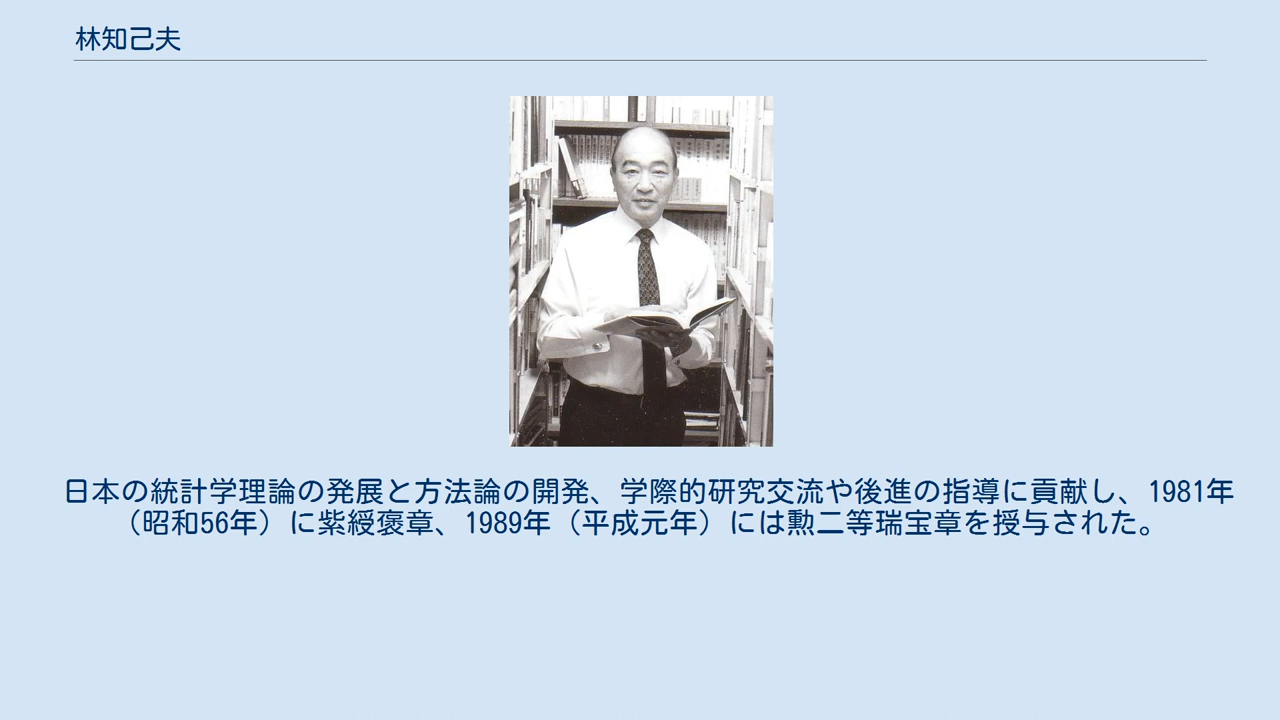 林知己夫
日本の統計学理論の発展と方法論の開発、学際的研究交流や後進の指導に貢献し、1981年
（昭和56年）に紫綬褒章、1989年（平成元年）には勲二等瑞宝章を授与された。